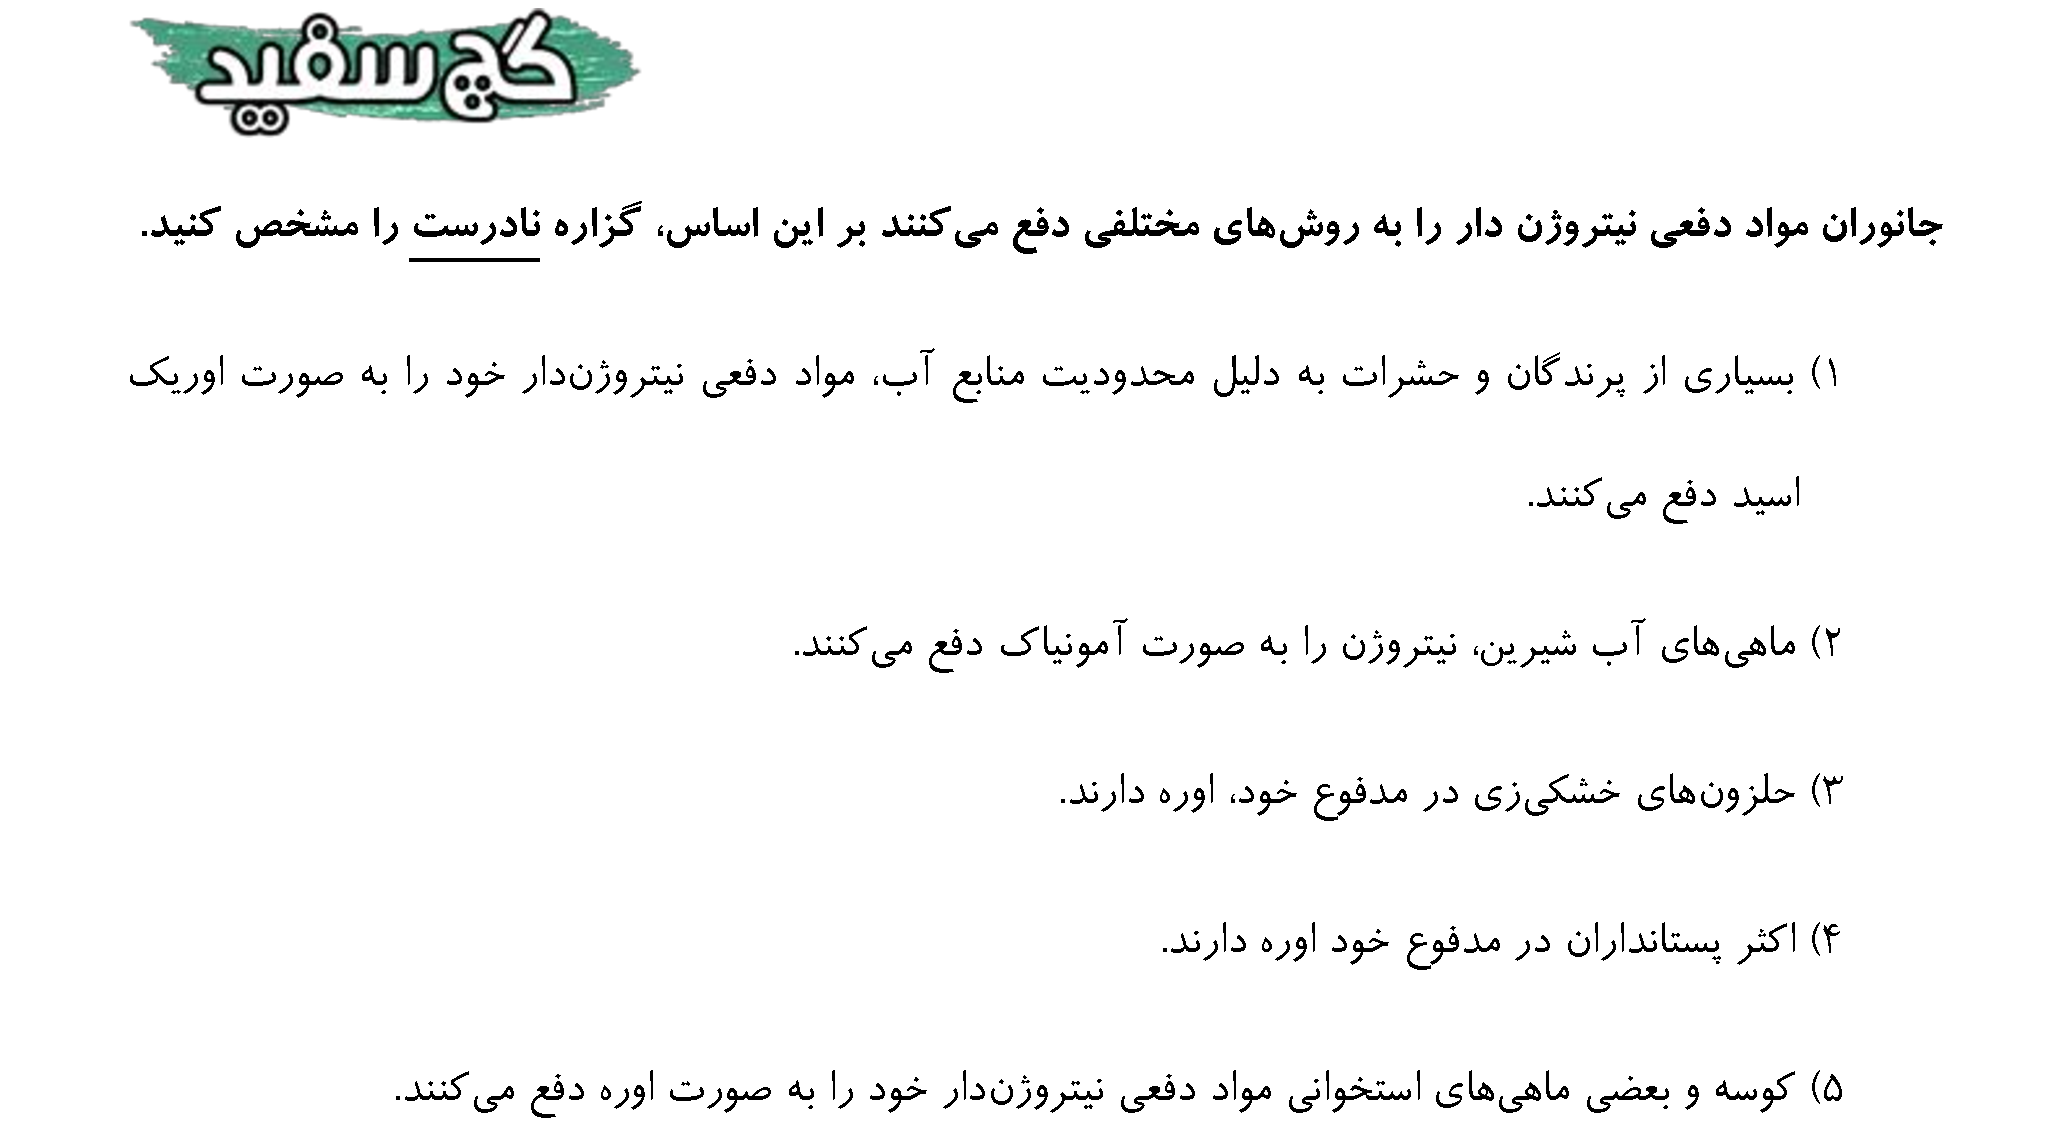 گچ سفید
جانوران مواد دفعی نیتروژن دار را به روش‌های مختلفی دفع می‌کنند بر این اساس، گزاره نادرست را مشخص کنید.
۱) بسیاری از پرندگان و حشرات به دلیل محدودیت منابع آب، مواد دفعی نیتروژن‌دار خود را به صورت اوریک
اسید دفع می‌کنند.
۲) ماهی‌های آب شیرین، نیتروژن را به صورت آمونیاک دفع می‌کنند.
۳) حلزون‌های خشکی‌زی در مدفوع خود، اوره دارند.
۴) اکثر پستانداران در مدفوع خود اوره دارند.
۵) کوسه و بعضی ماهی‌های استخوانی مواد دفعی نیتروژن‌دار خود را به صورت اوره دفع می‌کنند.